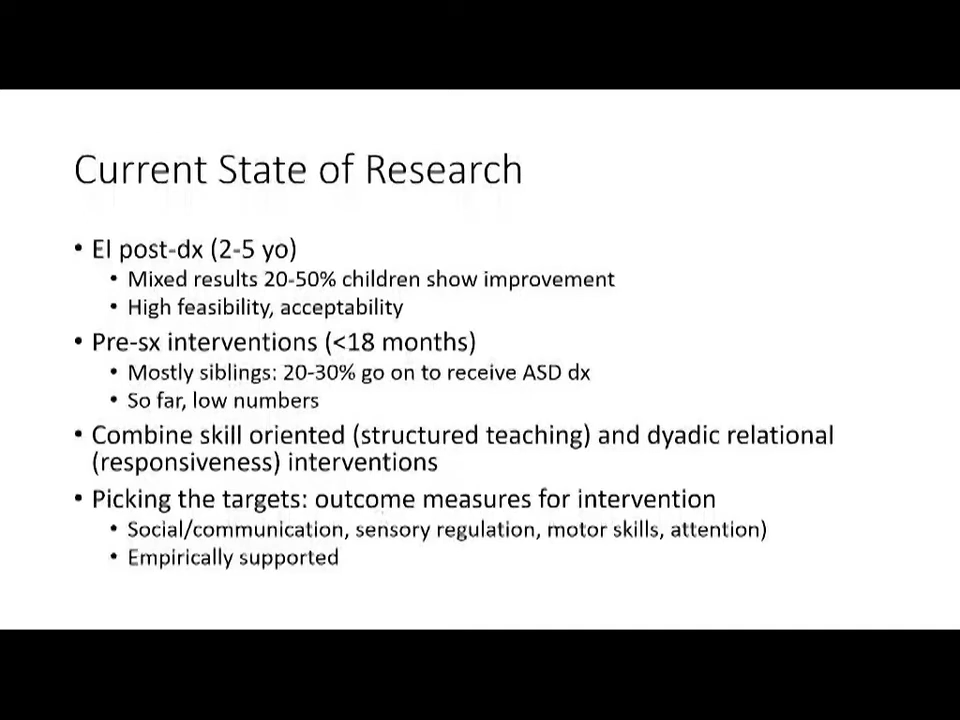 Current State of Research
• EI post-dx (2-5 yo)
• Mixed results 20-50% children show improvement
• High feasibility, acceptability
• Pre-sx interventions (<18 months)
• Mostly siblings: 20-30% go on to receive ASD dx
• So far, low numbers
• Combine skill oriented (structured teaching) and dyadic relational
(responsiveness) interventions
• Picking the targets: outcome measures for intervention
• Social/communication, sensory regulation, motor skills, attention)
• Empirically supported